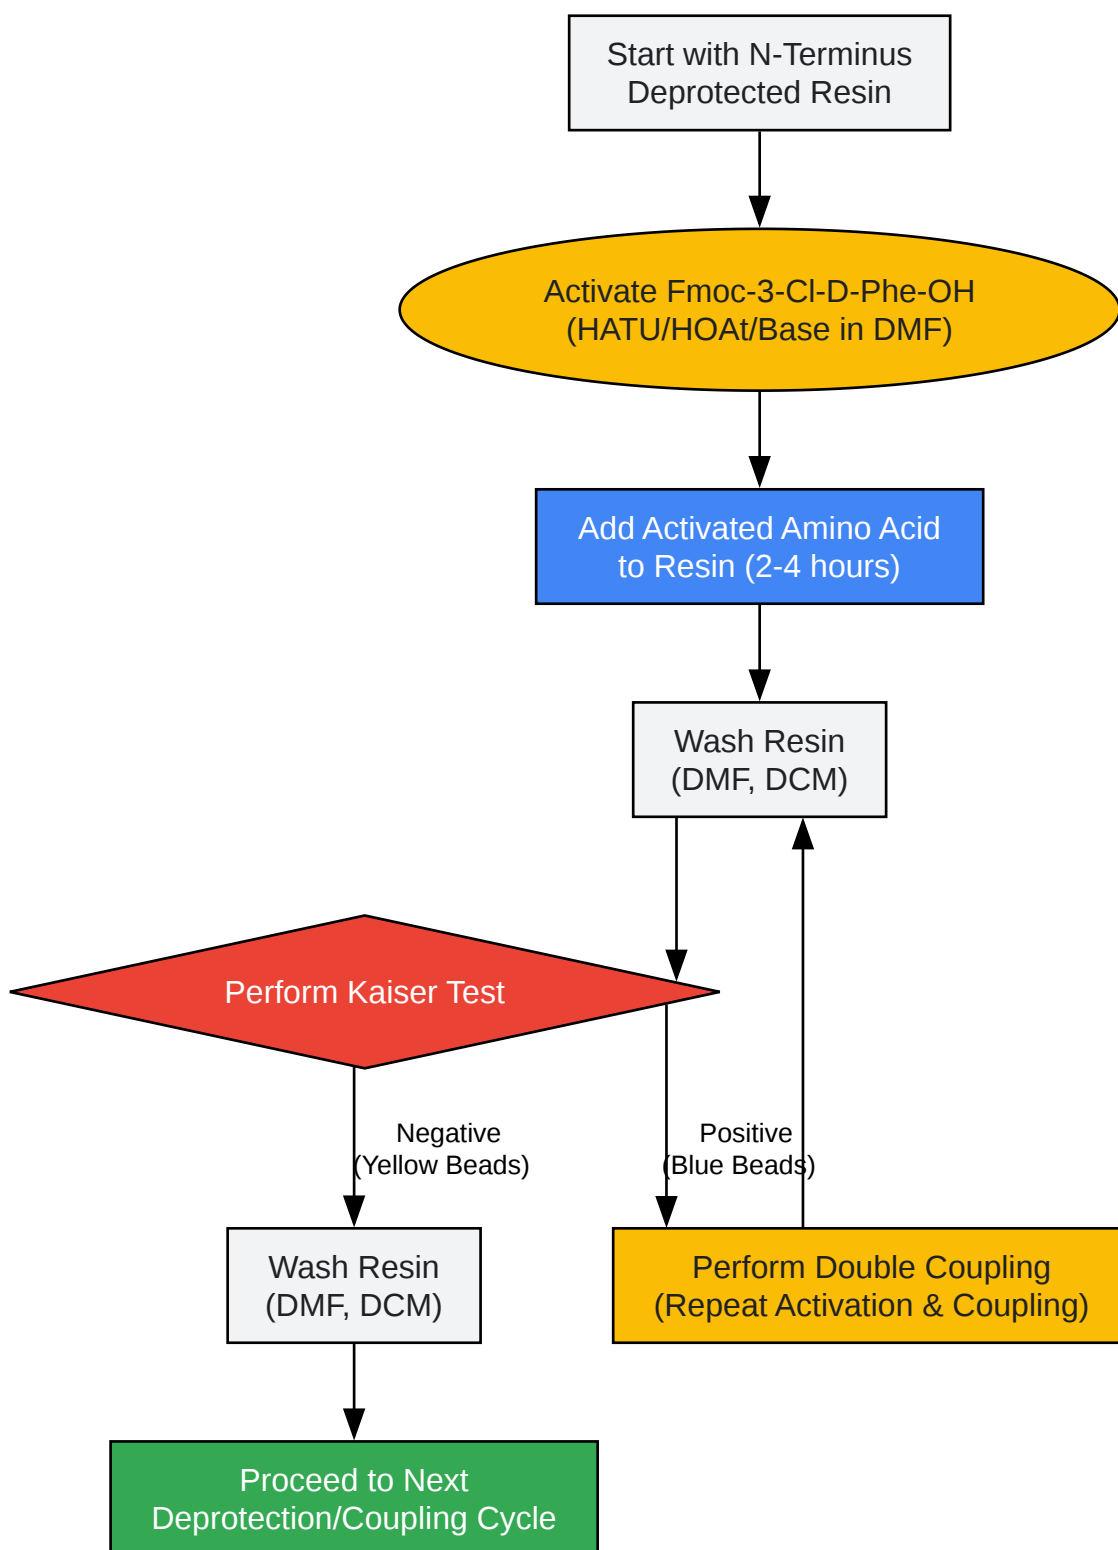 Start with N-Terminus
Deprotected Resin
Activate Fmoc-3-Cl-D-Phe-OH
(HATU/HOAt/Base in DMF)
Add Activated Amino Acid
to Resin (2-4 hours)
Wash Resin
(DMF, DCM)
Perform Kaiser Test
Negative
(Yellow Beads)
Positive
(Blue Beads)
Wash Resin
(DMF, DCM)
Perform Double Coupling
(Repeat Activation & Coupling)
Proceed to Next
Deprotection/Coupling Cycle